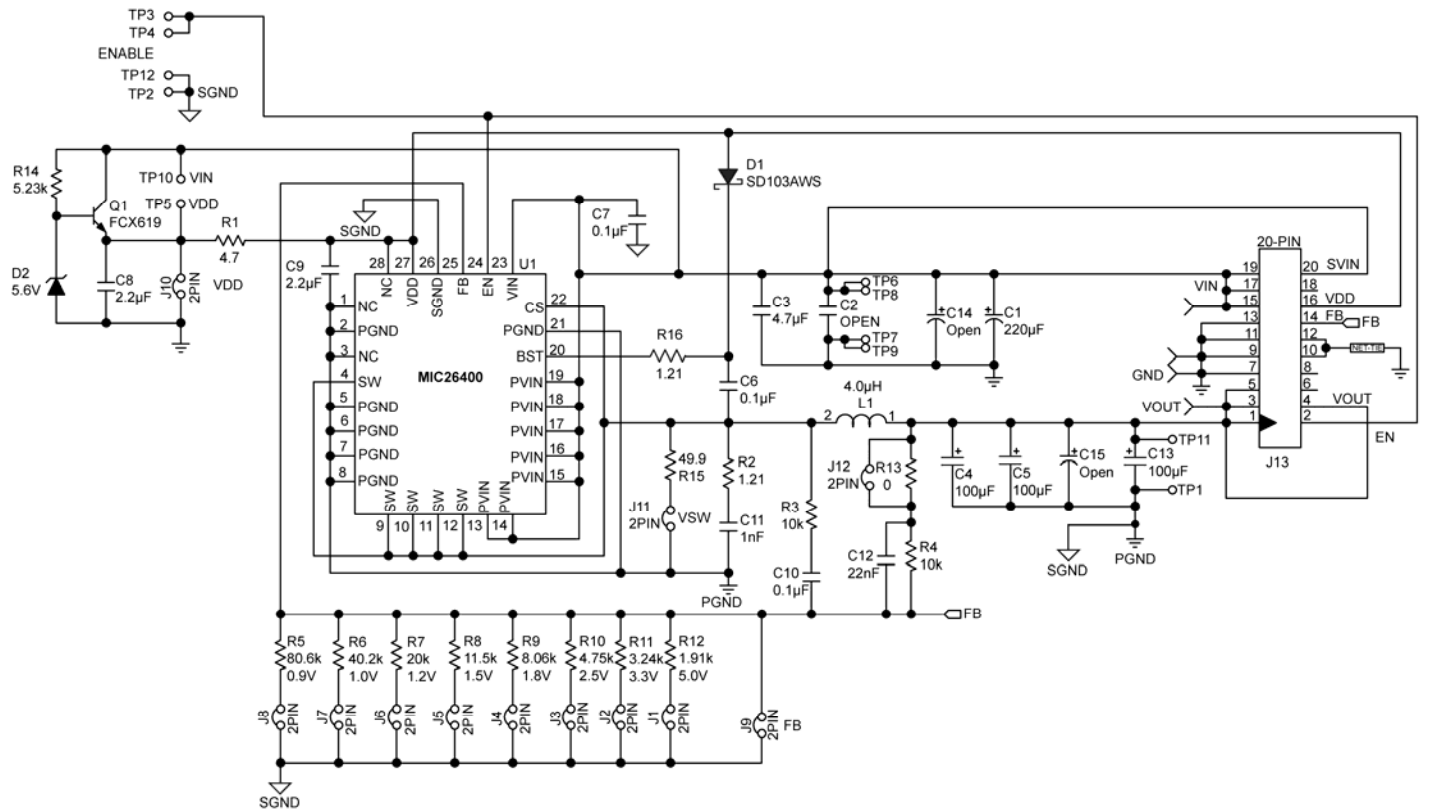 TP3
TP4
ENABLE
TP12
TP2
SGND
R14
5.23k
Q1
FCX619
TP10
VIN
TP5
VDD
R1
4.7
D2
5.6V
C8
2.2µF
J10
2PIN
VDD
SGND
C9
2.2µF
C7
0.1µF
D1
SD103AWS
28
27
26
25
24
23
U1
NC
VDD
SGND
FB
EN
VIN
1
NC
2
PGND
3
NC
4
SW
5
PGND
6
PGND
7
PGND
8
PGND
MIC26400
CS
22
PGND
21
BST
20
PVIN
19
PVIN
18
PVIN
17
PVIN
16
PVIN
15
SW
SW
SW
SW
PVIN
PVIN
9
10
11
12
13
14
R16
1.21
C6
0.1µF
C3
4.7µF
TP6
TP8
C2
OPEN
TP7
TP9
C14
Open
C1
220µF
4.0µH
L1
2
1
49.9
R15
R2
1.21
J11
2PIN
VSW
C11
1nF
PGND
R3
10k
C10
0.1µF
J12
2PIN
R13
0
C12
22nF
R4
10k
C4
100µF
C5
100µF
C15
Open
C13
100µF
TP11
TP1
SGND
PGND
20-PIN
19
20
SVIN
VIN
17
18
15
16
VDD
13
14
FB
FB
11
12
9
10
NET-TIE
GND
7
8
5
6
VOUT
3
4
VOUT
1
2
EN
J13
FB
R5
80.6k
0.9V
R6
40.2k
1.0V
R7
20k
1.2V
R8
11.5k
1.5V
R9
8.06k
1.8V
R10
4.75k
2.5V
R11
3.24k
3.3V
R12
1.91k
5.0V
J8
2PIN
J7
2PIN
J6
2PIN
J5
2PIN
J4
2PIN
J3
2PIN
J2
2PIN
J1
2PIN
J9
2PIN
FB
SGND